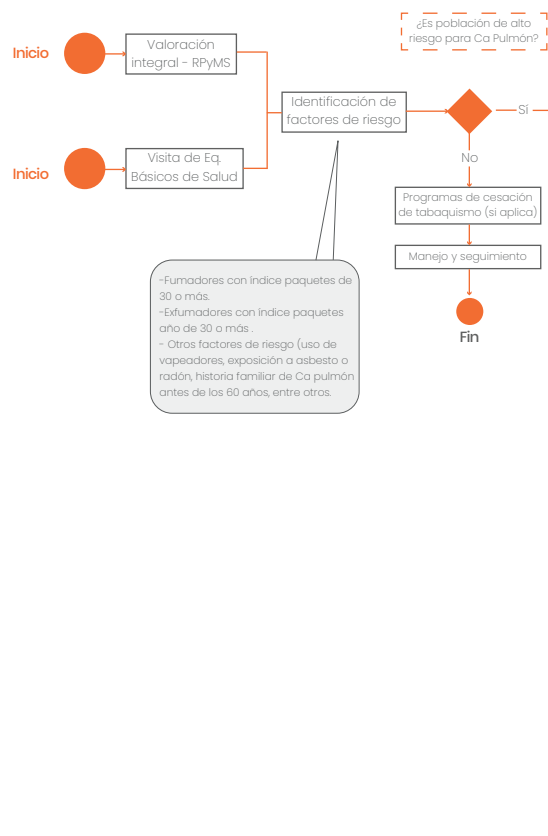 Inicio
Valoración
integral - RPyMS
Inicio
Visita de Eq.
Básicos de Salud
Identificación de
factores de riesgo
¿Es población de alto
riesgo para Ca Pulmón?
Sí
No
Programas de cesación
de tabaquismo (si aplica)
Manejo y seguimiento
Fin
-Fumadores con índice paquetes de
30 o más.
-Exfumadores con índice paquetes
año de 30 o más .
- Otros factores de riesgo (uso de
vapeadores, exposición a asbesto o
radón, historia familiar de Ca pulmón
antes de los 60 años, entre otros.